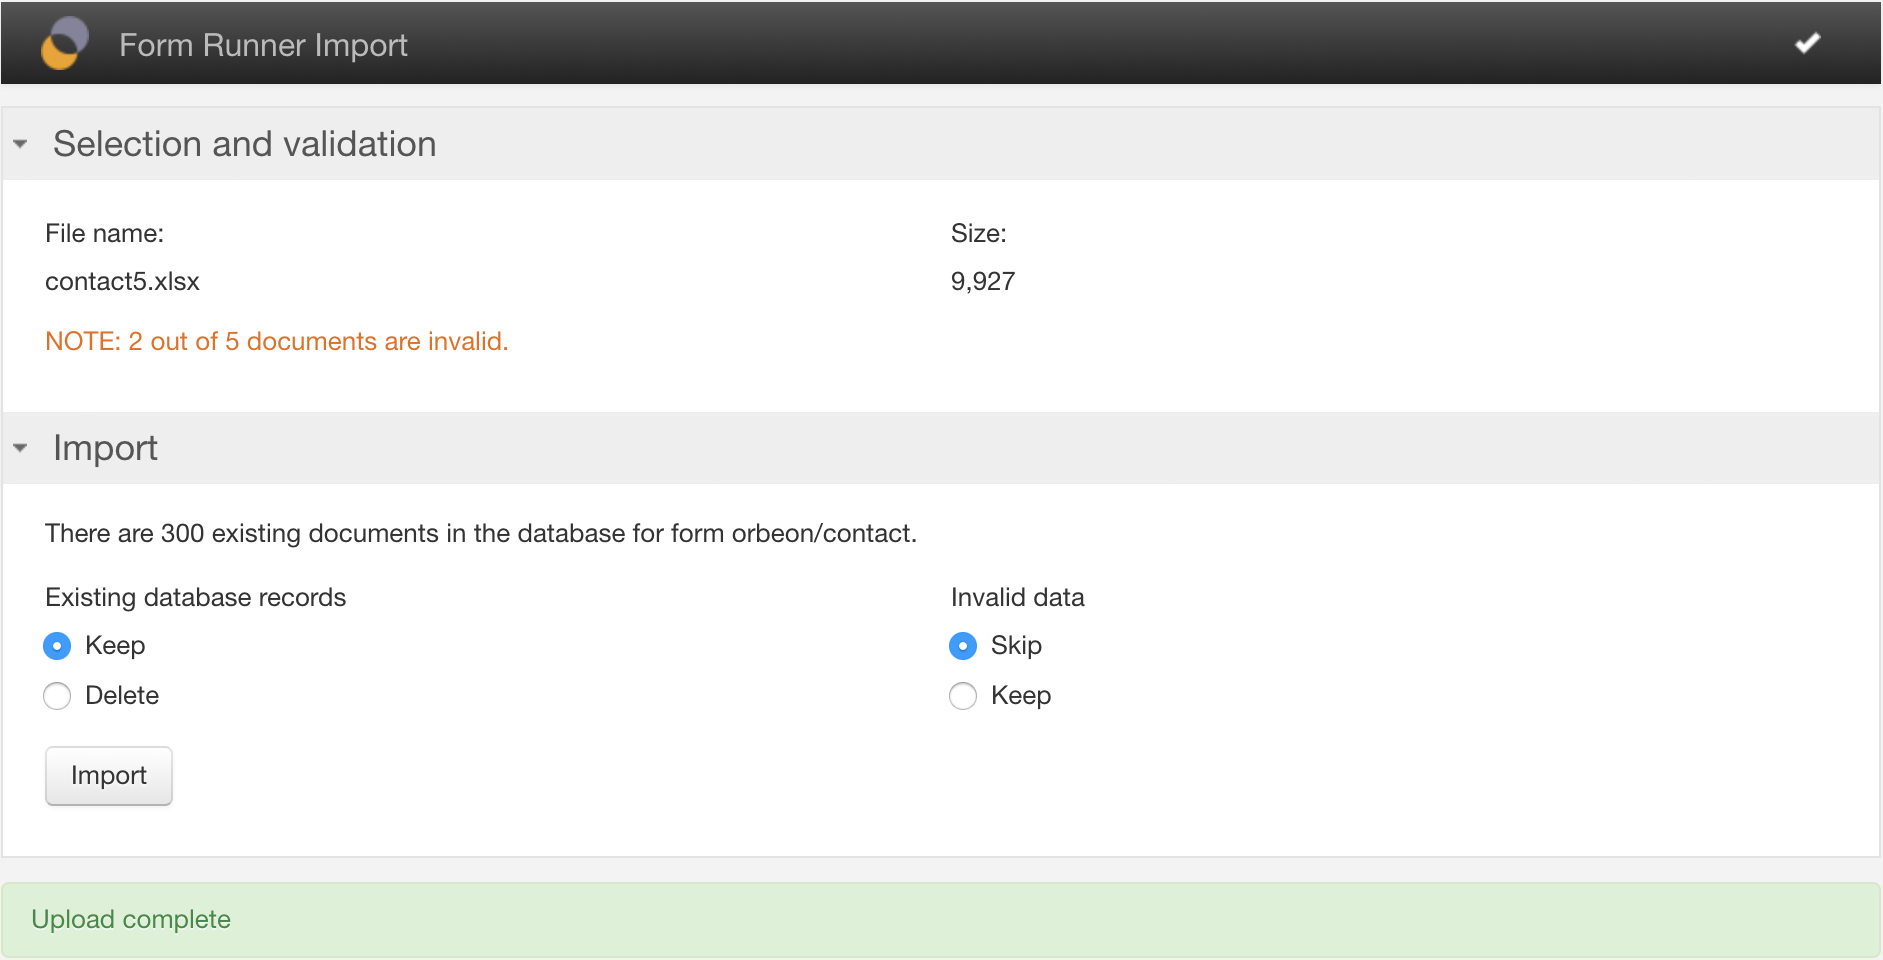 Form Runner Import
Selection and validation
File name:
Size:
contact5.xlsx
9,927
NOTE: 2 out of 5 documents are invalid.
Import
There are 300 existing documents in the database for form orbeon/contact.
Existing database records
Invalid data
Keep
Skip
Delete
Keep
Import
Upload complete